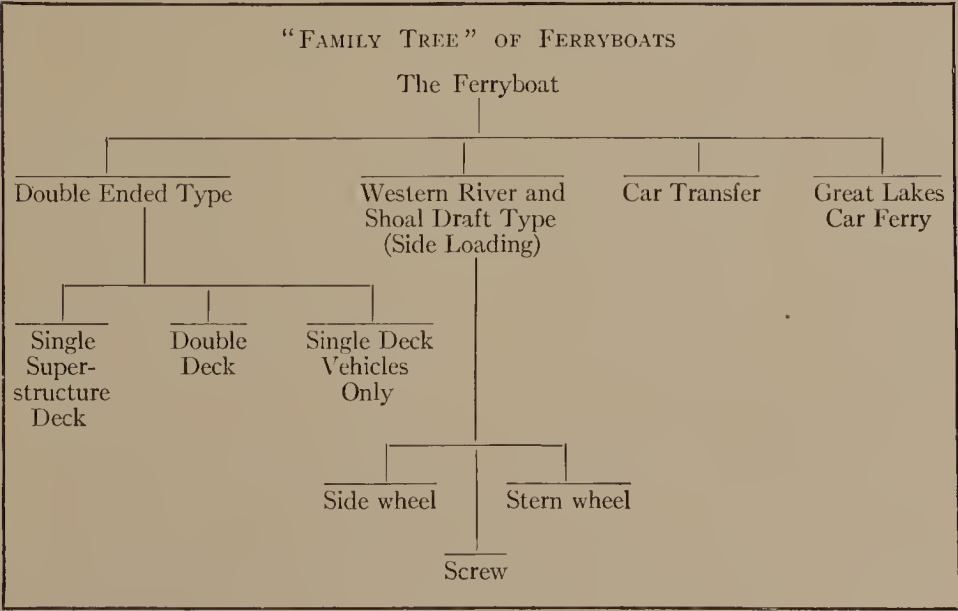 “Family Tree” of Ferryboats
The Ferryboat
Double Ended Type
Western River and
Shoal Draft Type
(Side Loading)
Car Transfer
Great Lakes
Car Ferry
Single
Super-
structure
Deck
Double
Deck
Single Deck
Vehicles
Only
Side wheel
Stern wheel
Screw